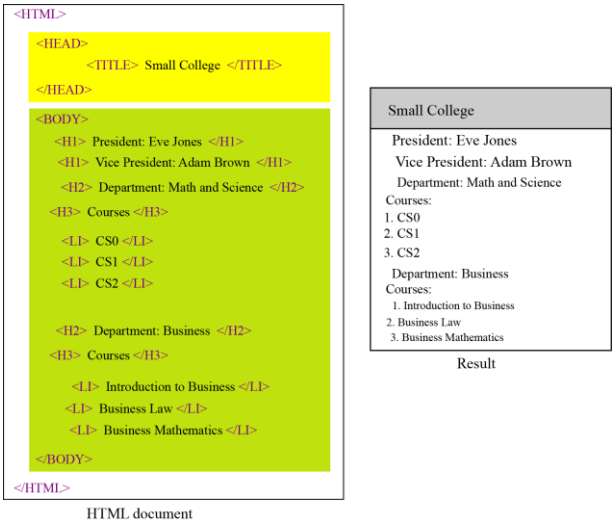 <HTML>
<HEAD>
<TITLE> Small College </TITLE>
</HEAD>
<BODY>
<H1> President: Eve Jones </H1>
<H1> Vice President: Adam Brown </H1>
<H2> Department: Math and Science </H2>
<H3> Courses </H3>
<LI> CS0 </LI>
<LI> CS1 </LI>
<LI> CS2 </LI>
<H2> Department: Business </H2>
<H3> Courses </H3>
<LI> Introduction to Business </LI>
<LI> Business Law </LI>
<LI> Business Mathematics </LI>
</BODY>
</HTML>
HTML document
Small College
President: Eve Jones
Vice President: Adam Brown
Department: Math and Science
Courses:
1. CS0
2. CS1
3. CS2
Department: Business
Courses:
1. Introduction to Business
2. Business Law
3. Business Mathematics
Result